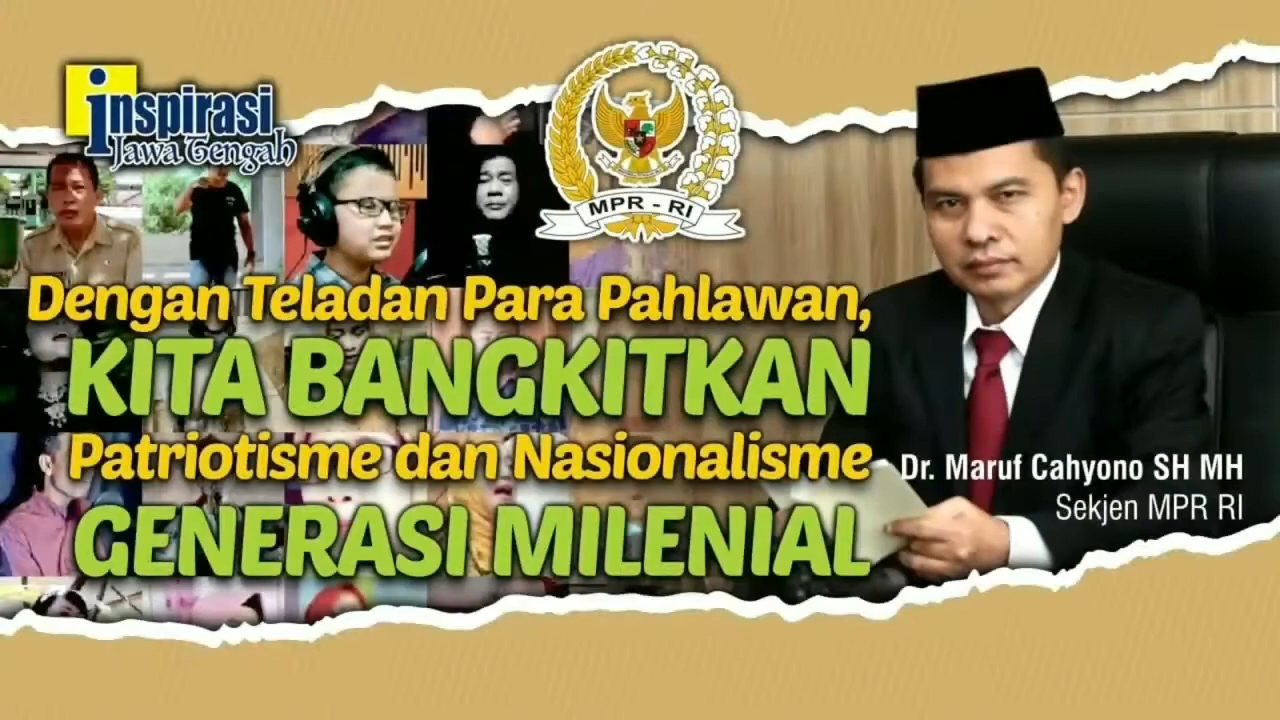 inspirasi
Jawa Tengah
MPR - RI
Dengan Teladan Para Pahlawan,
KITA BANGKITKAN
Patriotisme dan Nasionalisme
GENERASI MILENIAL
Dr. Maruf Cahyono SH MH
Sekjen MPR RI